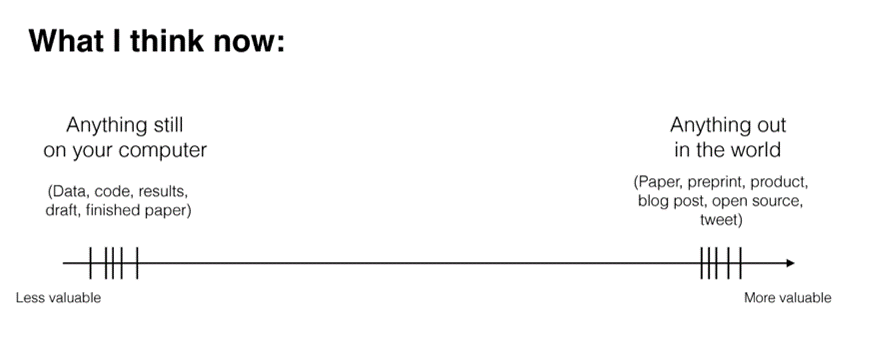 What I think now:
Anything still
on your computer
(Data, code, results,
draft, finished paper)
Anything out
in the world
(Paper, preprint, product,
blog post, open source,
tweet)
Less valuable
More valuable